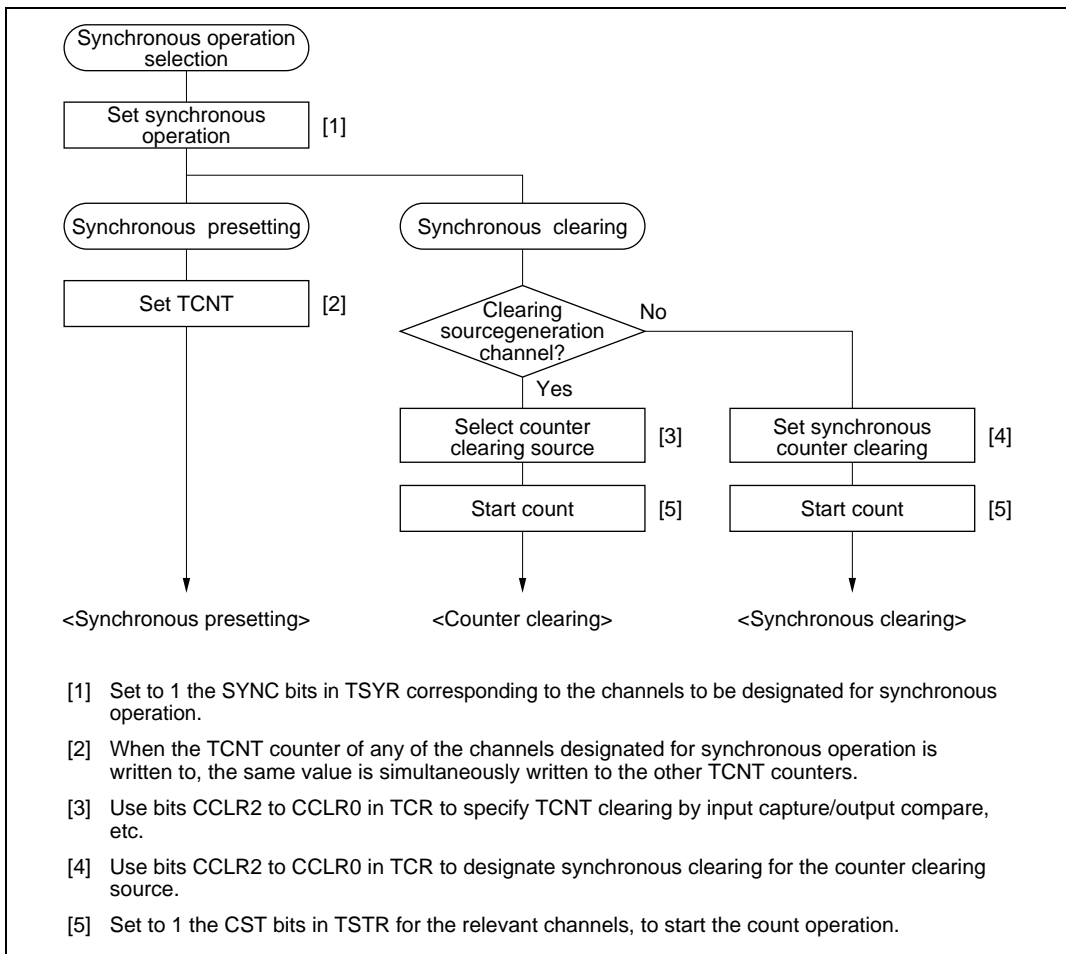 Synchronous operation
selection
Set synchronous
operation
[1]
Synchronous presetting
Synchronous clearing
Set TCNT
[2]
Clearing
sourcegeneration
channel?
No
Yes
Select counter
clearing source
[3]
Set synchronous
counter clearing
[4]
Start count
[5]
Start count
[5]
<Synchronous presetting>
<Counter clearing>
<Synchronous clearing>
[1] Set to 1 the SYNC bits in TSYR corresponding to the channels to be designated for synchronous
operation.
[2] When the TCNT counter of any of the channels designated for synchronous operation is
written to, the same value is simultaneously written to the other TCNT counters.
[3] Use bits CCLR2 to CCLR0 in TCR to specify TCNT clearing by input capture/output compare,
etc.
[4] Use bits CCLR2 to CCLR0 in TCR to designate synchronous clearing for the counter clearing
source.
[5] Set to 1 the CST bits in TSTR for the relevant channels, to start the count operation.